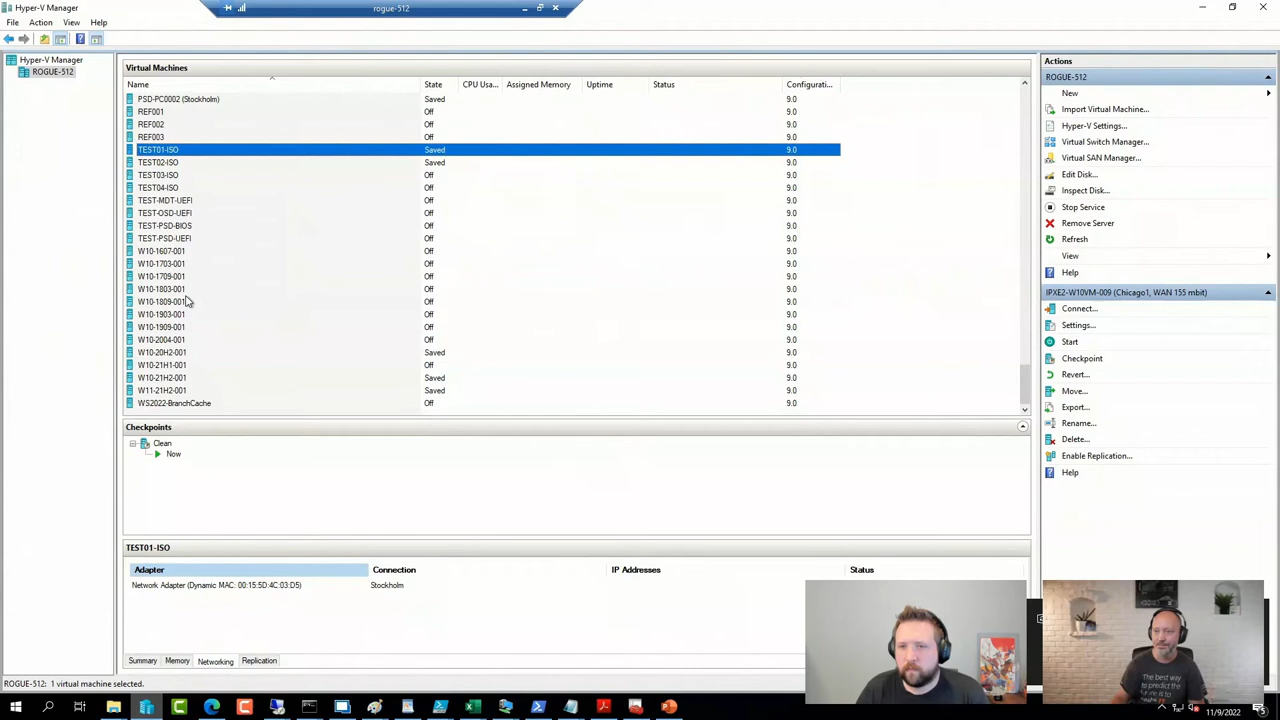 Hyper-V Manager
rogue-512
File Action View Help
Hyper-V Manager
ROGUE-512
Virtual Machines
Name State CPU Usa... Assigned Memory Uptime Status Configurati...
PSD-PC0002 (Stockholm) Saved 9.0
REF001 Off 9.0
REF002 Off 9.0
REF003 Off 9.0
TEST01-ISO Saved 9.0
TEST02-ISO Saved 9.0
TEST03-ISO Off 9.0
TEST04-ISO Off 9.0
TEST-MDT-UEFI Off 9.0
TEST-OSD-UEFI Off 9.0
TEST-PSD-BIOS Off 9.0
TEST-PSD-UEFI Off 9.0
W10-1607-001 Off 9.0
W10-1703-001 Off 9.0
W10-1709-001 Off 9.0
W10-1803-001 Off 9.0
W10-1809-001 Off 9.0
W10-1903-001 Off 9.0
W10-1909-001 Off 9.0
W10-2004-001 Off 9.0
W10-20H2-001 Saved 9.0
W10-21H1-001 Off 9.0
W10-21H2-001 Saved 9.0
W11-21H2-001 Saved 9.0
WS2022-BranchCache Off 9.0
Checkpoints
Clean
Now
TEST01-ISO
Adapter Connection IP Addresses Status
Network Adapter (Dynamic MAC: 00:15:5D:4C:03:D5) Stockholm
Summary Memory Networking Replication
ROGUE-512: 1 virtual machine selected.
Actions
ROGUE-512
New
Import Virtual Machine...
Hyper-V Settings...
Virtual Switch Manager...
Virtual SAN Manager...
Edit Disk...
Inspect Disk...
Stop Service
Remove Server
Refresh
View
Help
IPXE2-W10VM-009 (Chicago1, WAN 155 mbit)
Connect...
Settings...
Start
Checkpoint
Revert...
Move...
Export...
Rename...
Delete...
Enable Replication...
Help
The best way to predict the future is to
11/9/2022